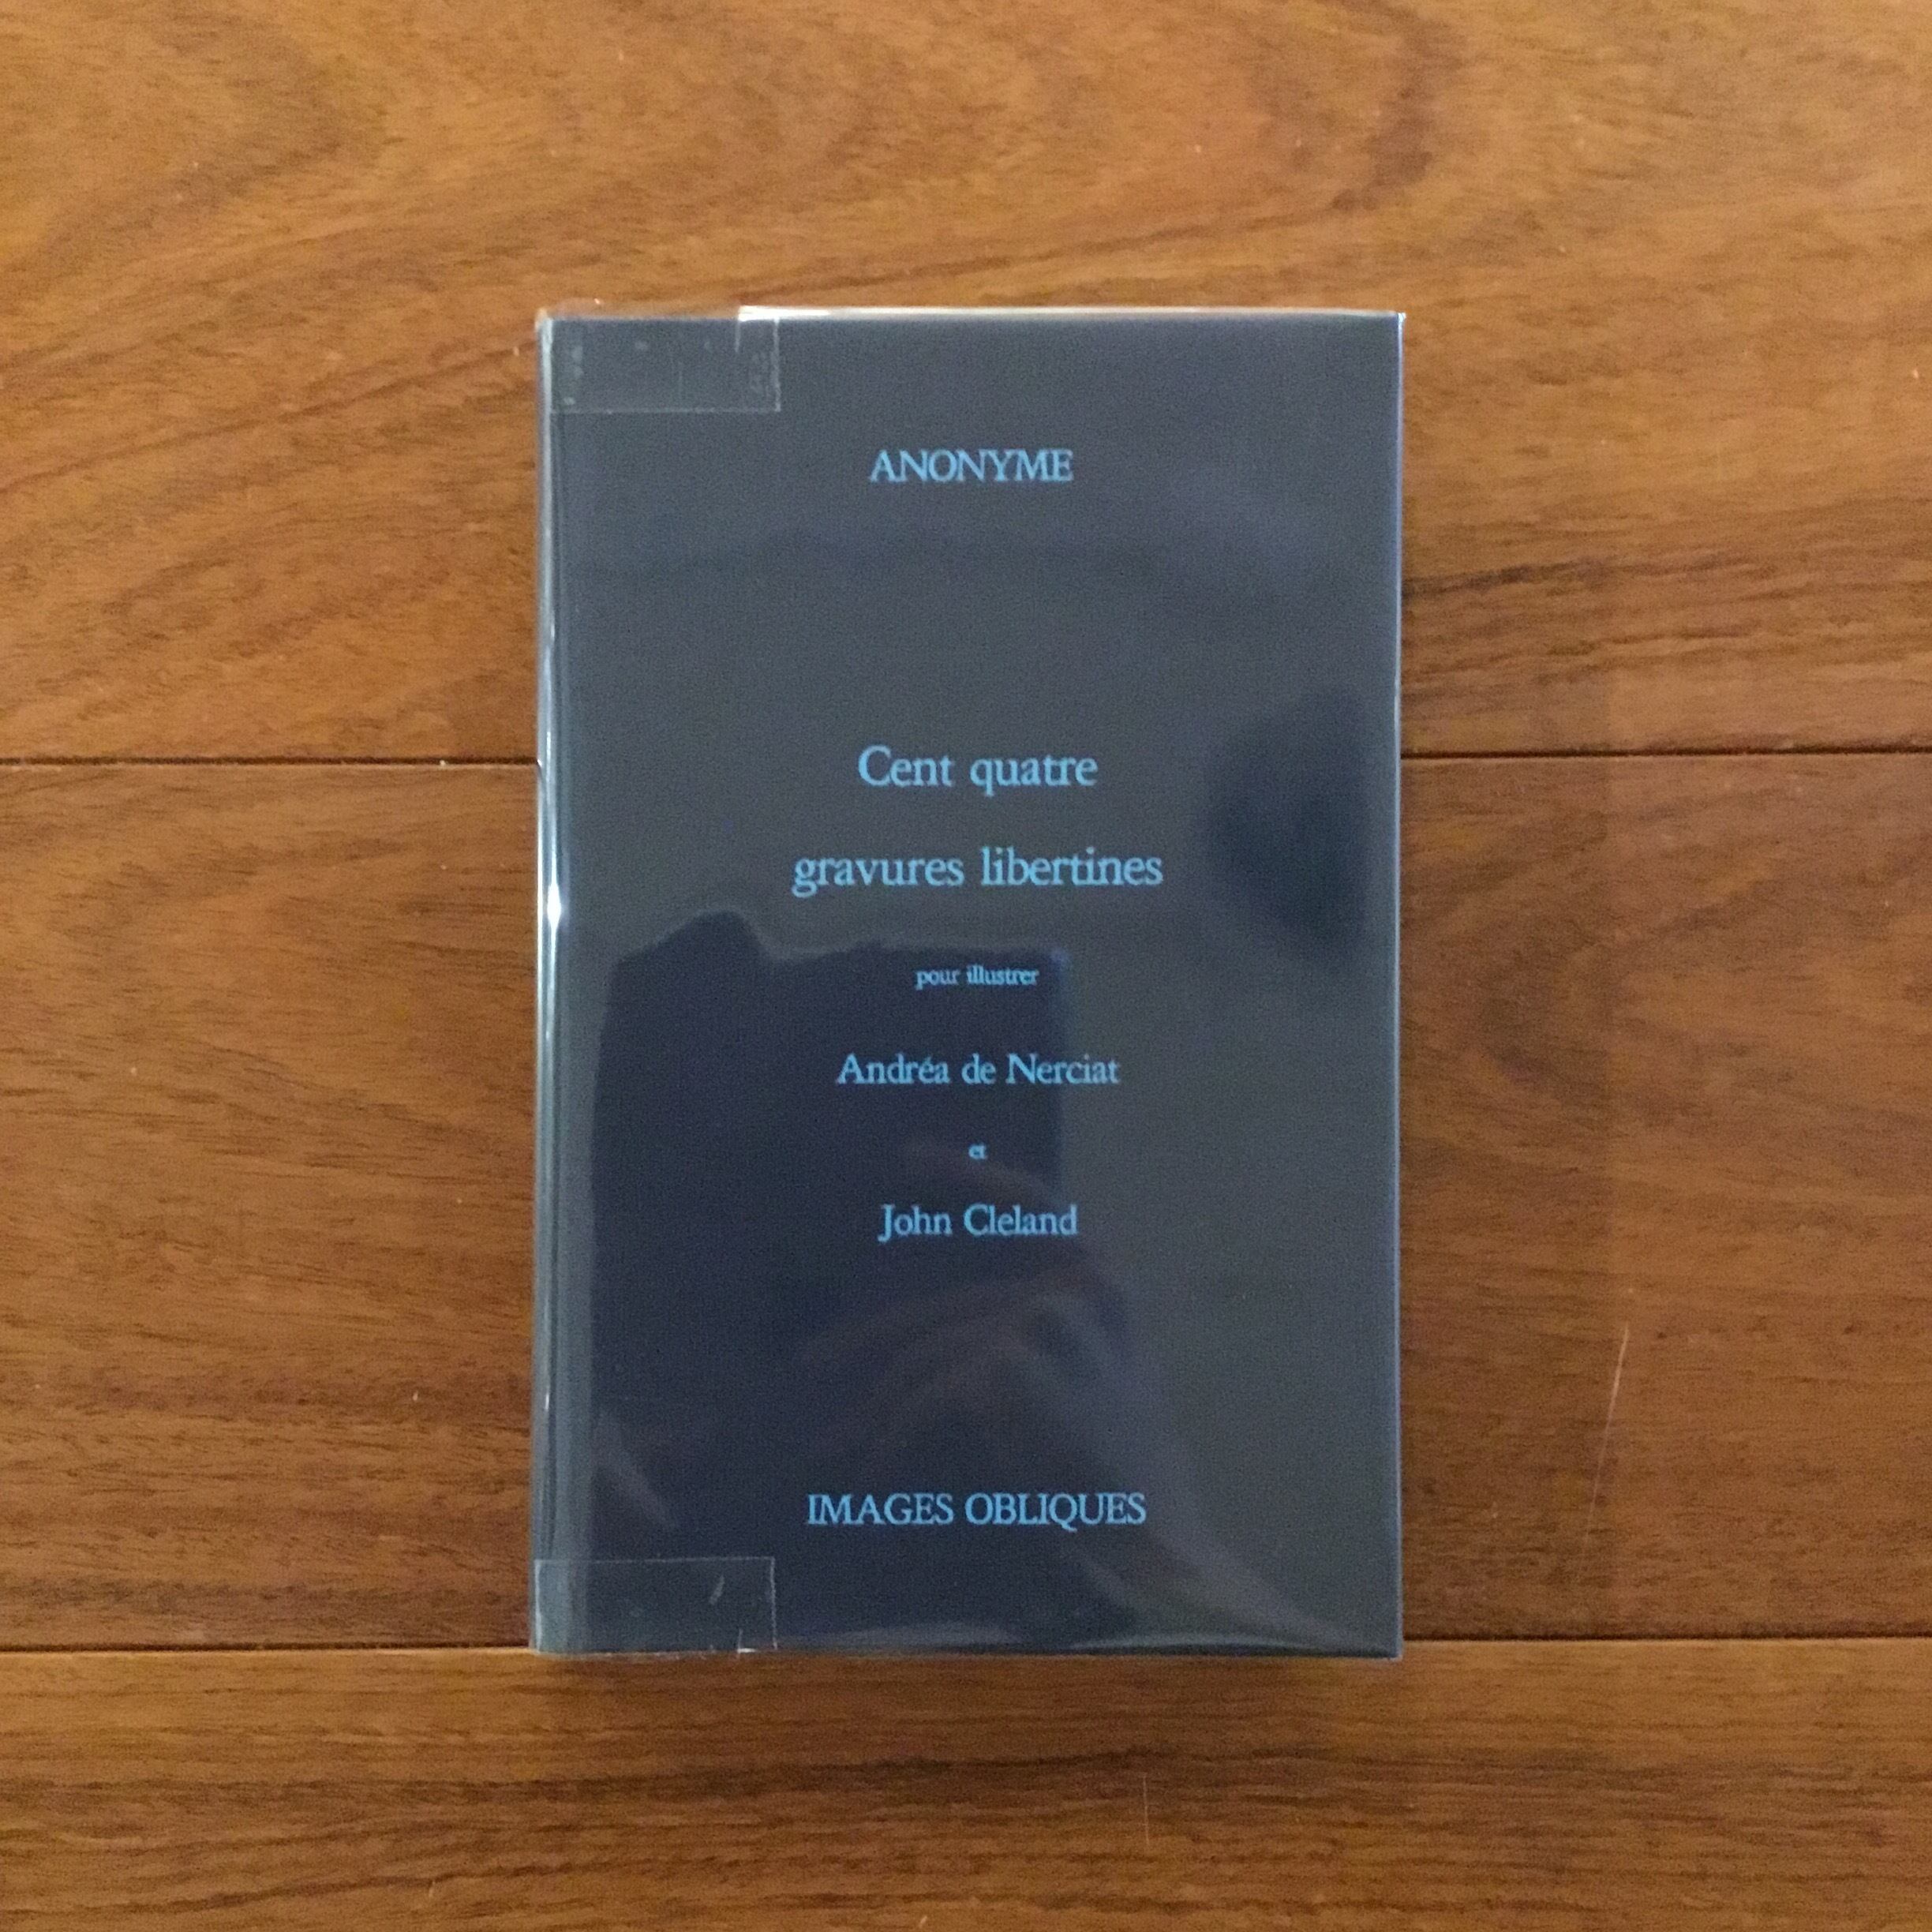 ANONYME
Cent quatre
gravures libertines
pour illustrer
Andréa de Nerciat
et
John Cleland
IMAGES OBLIQUES